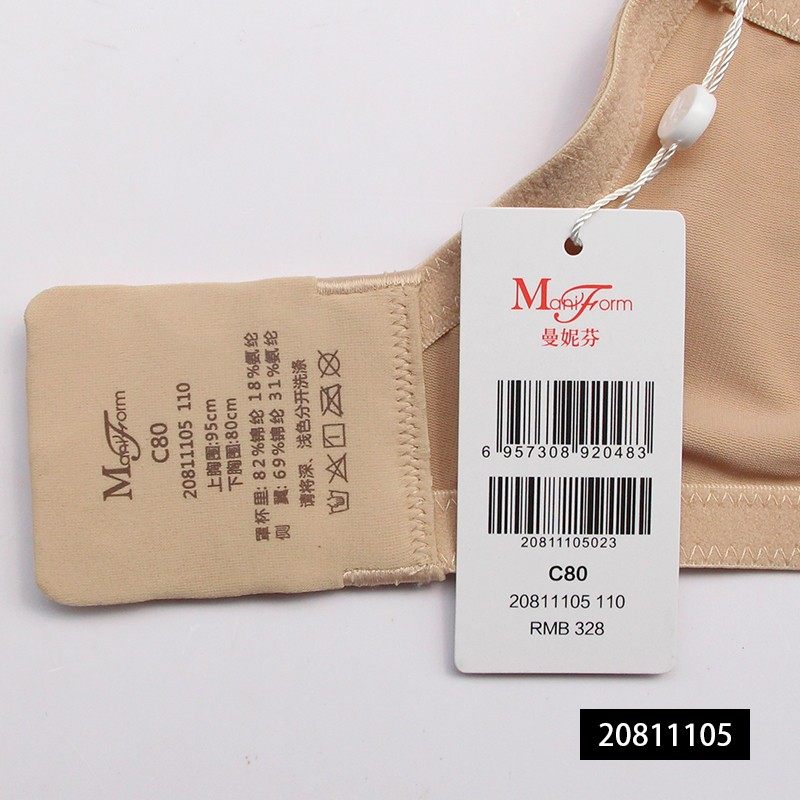 ManiForm
C80
20811105 110
上胸围:95cm
下胸围:80cm
罩杯里: 82%锦纶 18%氨纶
侧 翼: 69%锦纶 31%氨纶
请将深、浅色分开洗涤
ManiForm
曼妮芬
6 957308 920483
20811105023
C80
20811105 110
RMB 328
20811105